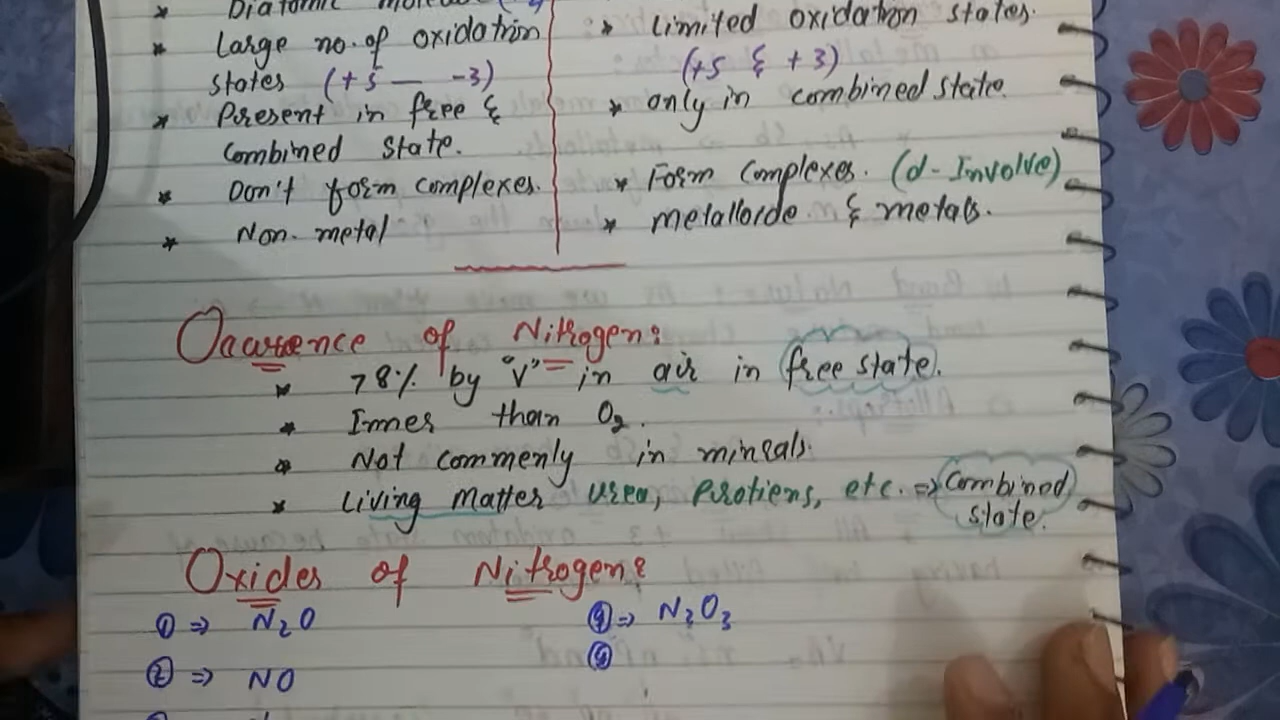 * Diatomic
* Large no. of oxidation
states (+5 — -3)
* Present in free &
Combined state.
* Don't form complexes.
* Non-metal
* Limited oxidation states.
(+5 & +3)
* only in combined state.
* Form Complexes. (d-Involve)
* metalloide & metals.
Occurence of Nitrogen:
* 78% by "V" in air in free state.
* Inner than O2.
* Not commenly in minerals.
* Living Matter urea, protiens, etc. => Combined
state.
Oxides of Nitrogen:
① => N2O
② => NO
④ => N2O3
⑤